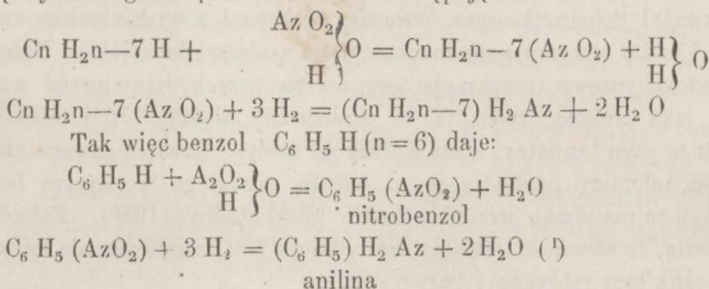 Az O₂
Cn H₂n—7 H + } O = Cn H₂n—7 (Az O₂) + H } O
H H
Cn H₂n—7 (Az O₂) + 3 H₂ = (Cn H₂n—7) H₂ Az + 2 H₂ O
Tak więc benzol C₆ H₅ H (n = 6) daje:
C₆ H₅ H + A₂O₂ } O = C₆ H₅ (AzO₂) + H₂O
H
nitrobenzol
C₆ H₅ (AzO₂) + 3 H₂ = (C₆ H₅) H₂ Az + 2 H₂O (¹)
anilina